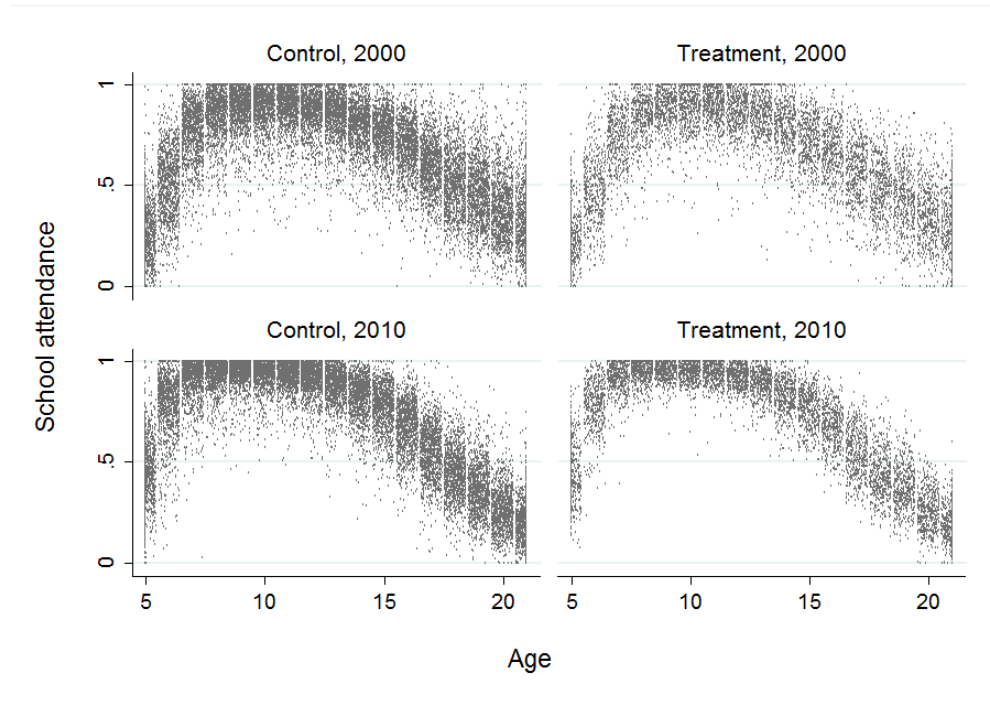 Control, 2000
Treatment, 2000
1
.5
0
Control, 2010
Treatment, 2010
1
.5
0
5 10 15 20
5 10 15 20
School attendance
Age